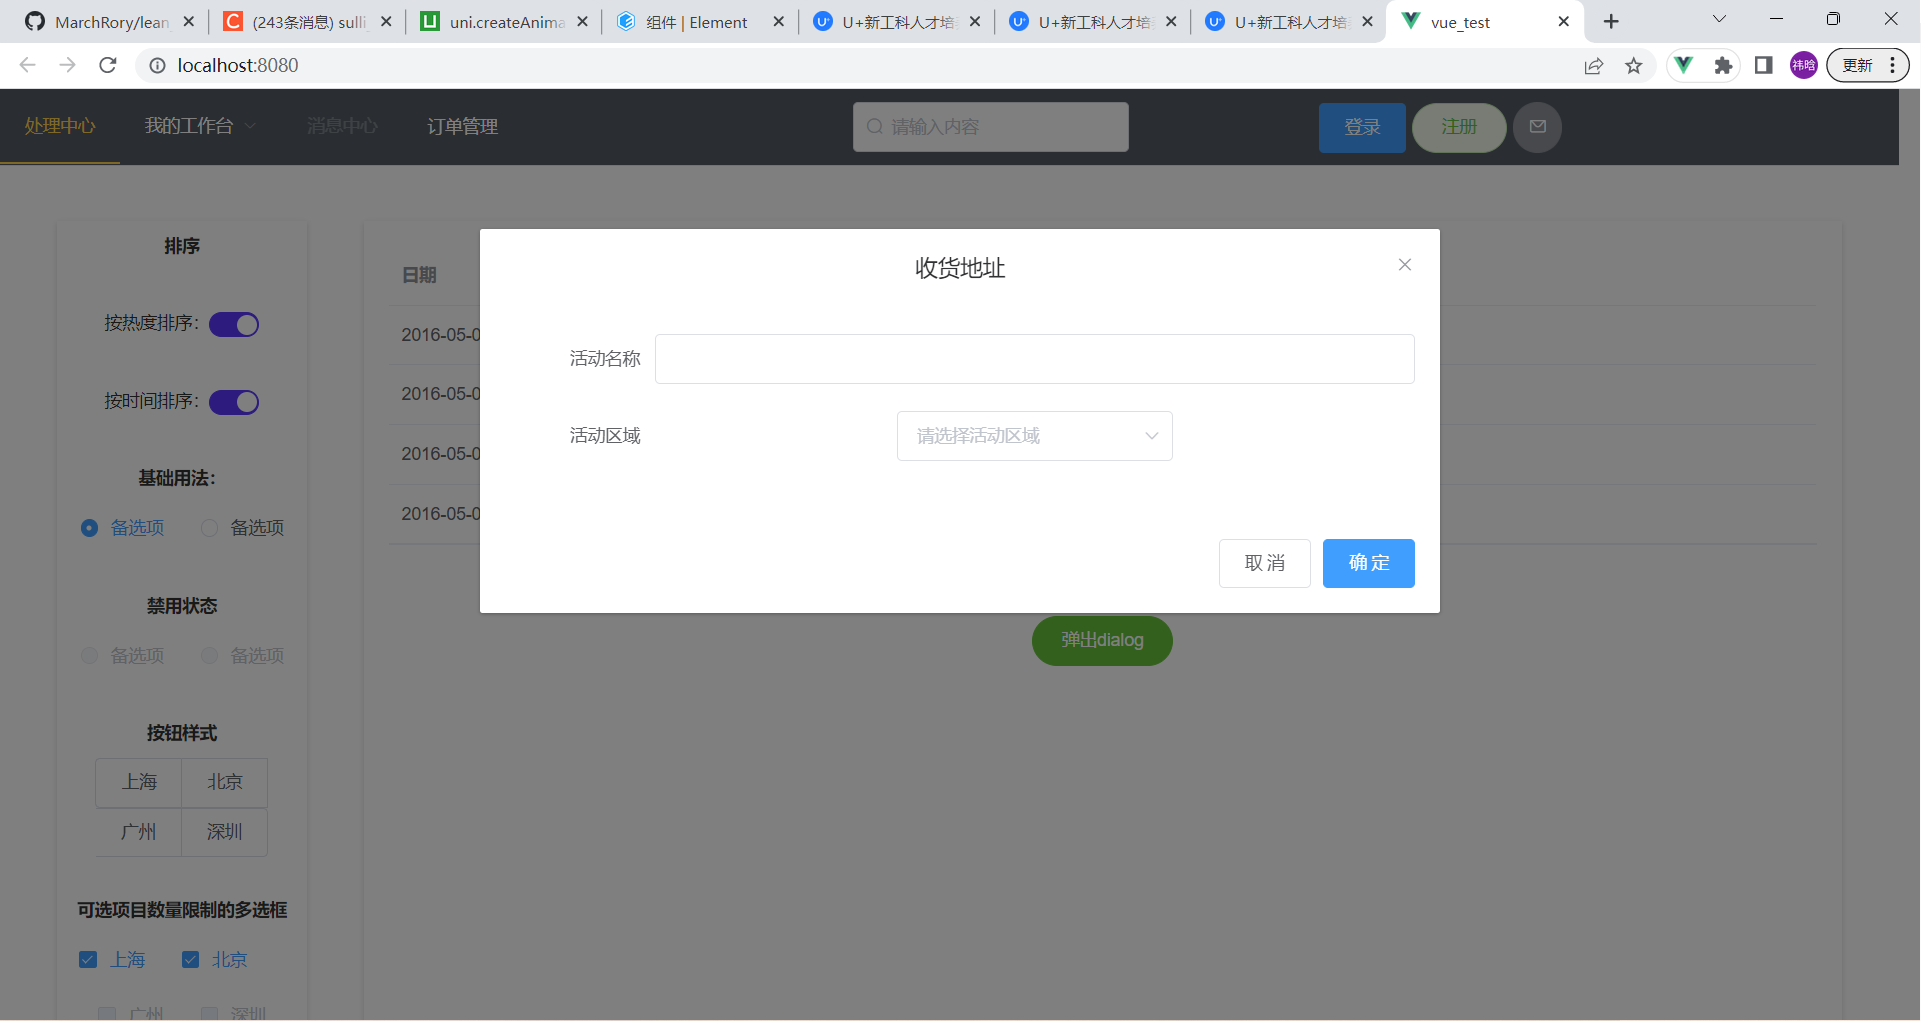 MarchRory/lean
(243条消息) sulli
uni.createAnima
组件 | Element
U+新工科人才培
U+新工科人才培
U+新工科人才培
vue_test
localhost:8080
祎晗
更新
处理中心
我的工作台
消息中心
订单管理
请输入内容
登录
注册
排序
按热度排序：
按时间排序：
基础用法：
备选项
备选项
禁用状态
备选项
备选项
按钮样式
上海
北京
广州
深圳
可选项目数量限制的多选框
上海
北京
广州
深圳
日期
2016-05-0
2016-05-0
2016-05-0
2016-05-0
收货地址
活动名称
活动区域
请选择活动区域
取 消
确 定
弹出dialog